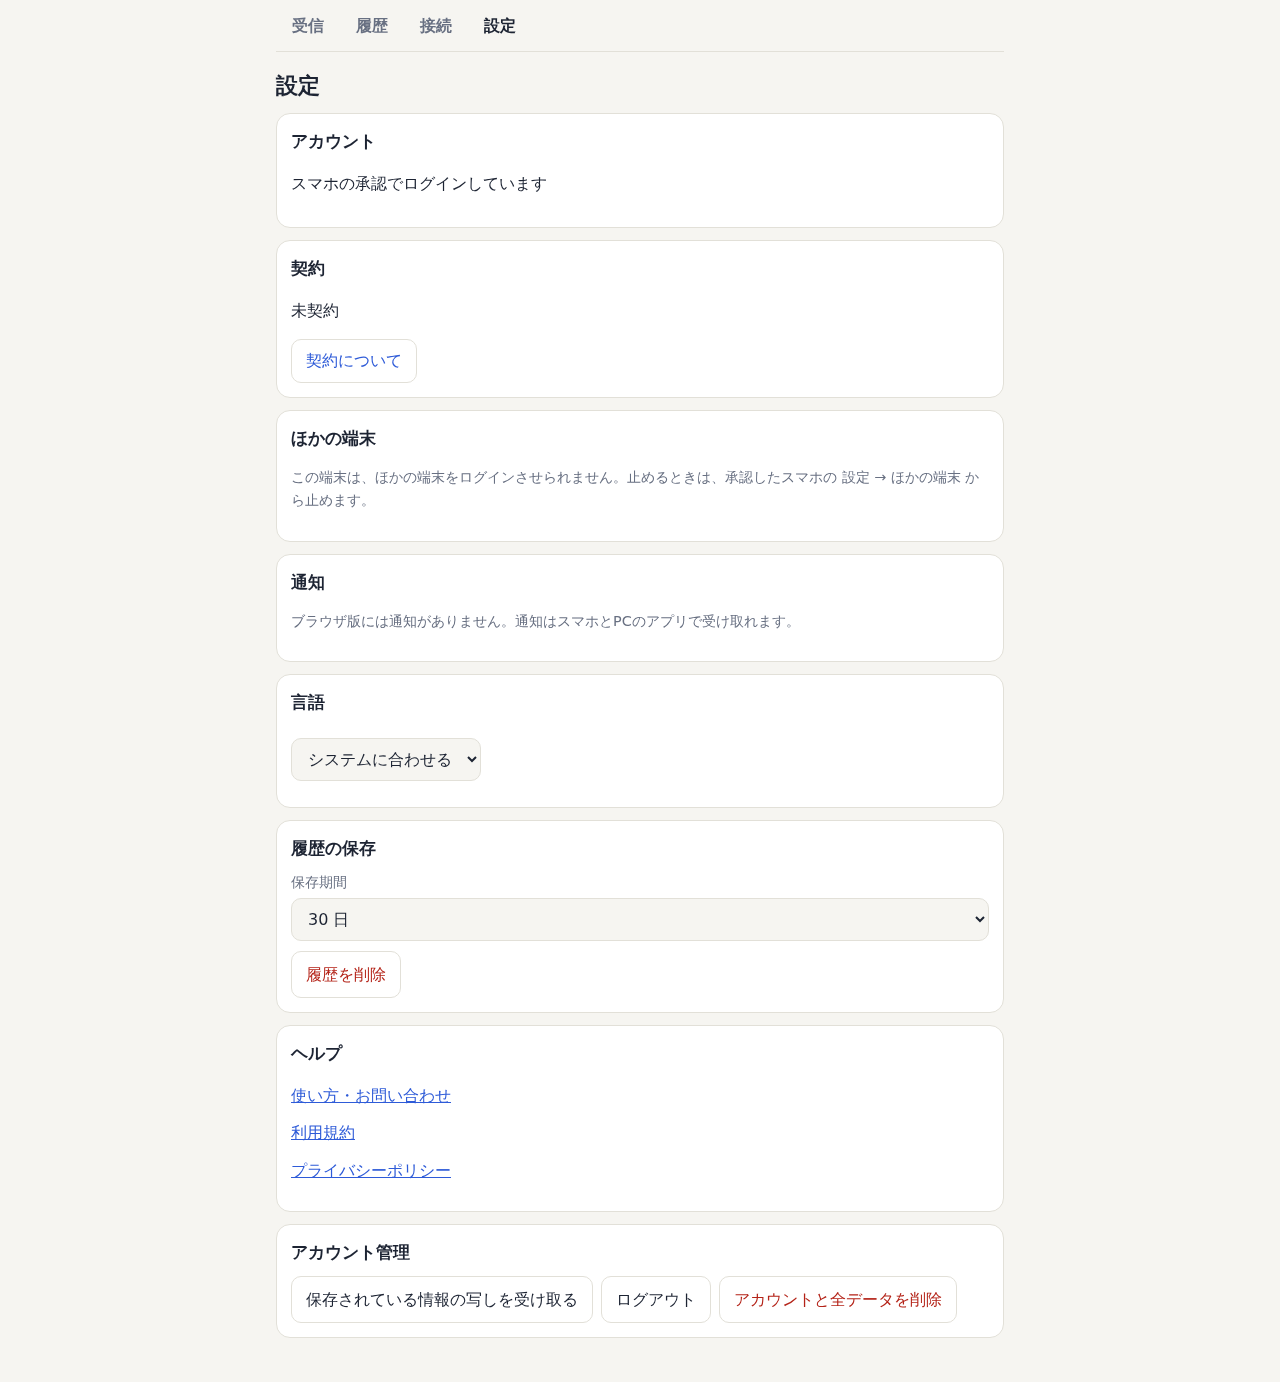 受信 履歴 接続 設定
設定
アカウント
スマホの承認でログインしています
契約
未契約
契約について
ほかの端末
この端末は、ほかの端末をログインさせられません。止めるときは、承認したスマホの 設定 → ほかの端末 か
ら止めます。
通知
ブラウザ版には通知がありません。通知はスマホとPCのアプリで受け取れます。
言語
システムに合わせる
履歴の保存
保存期間
30 日
履歴を削除
ヘルプ
使い方・お問い合わせ
利用規約
プライバシーポリシー
アカウント管理
保存されている情報の写しを受け取る ログアウト アカウントと全データを削除